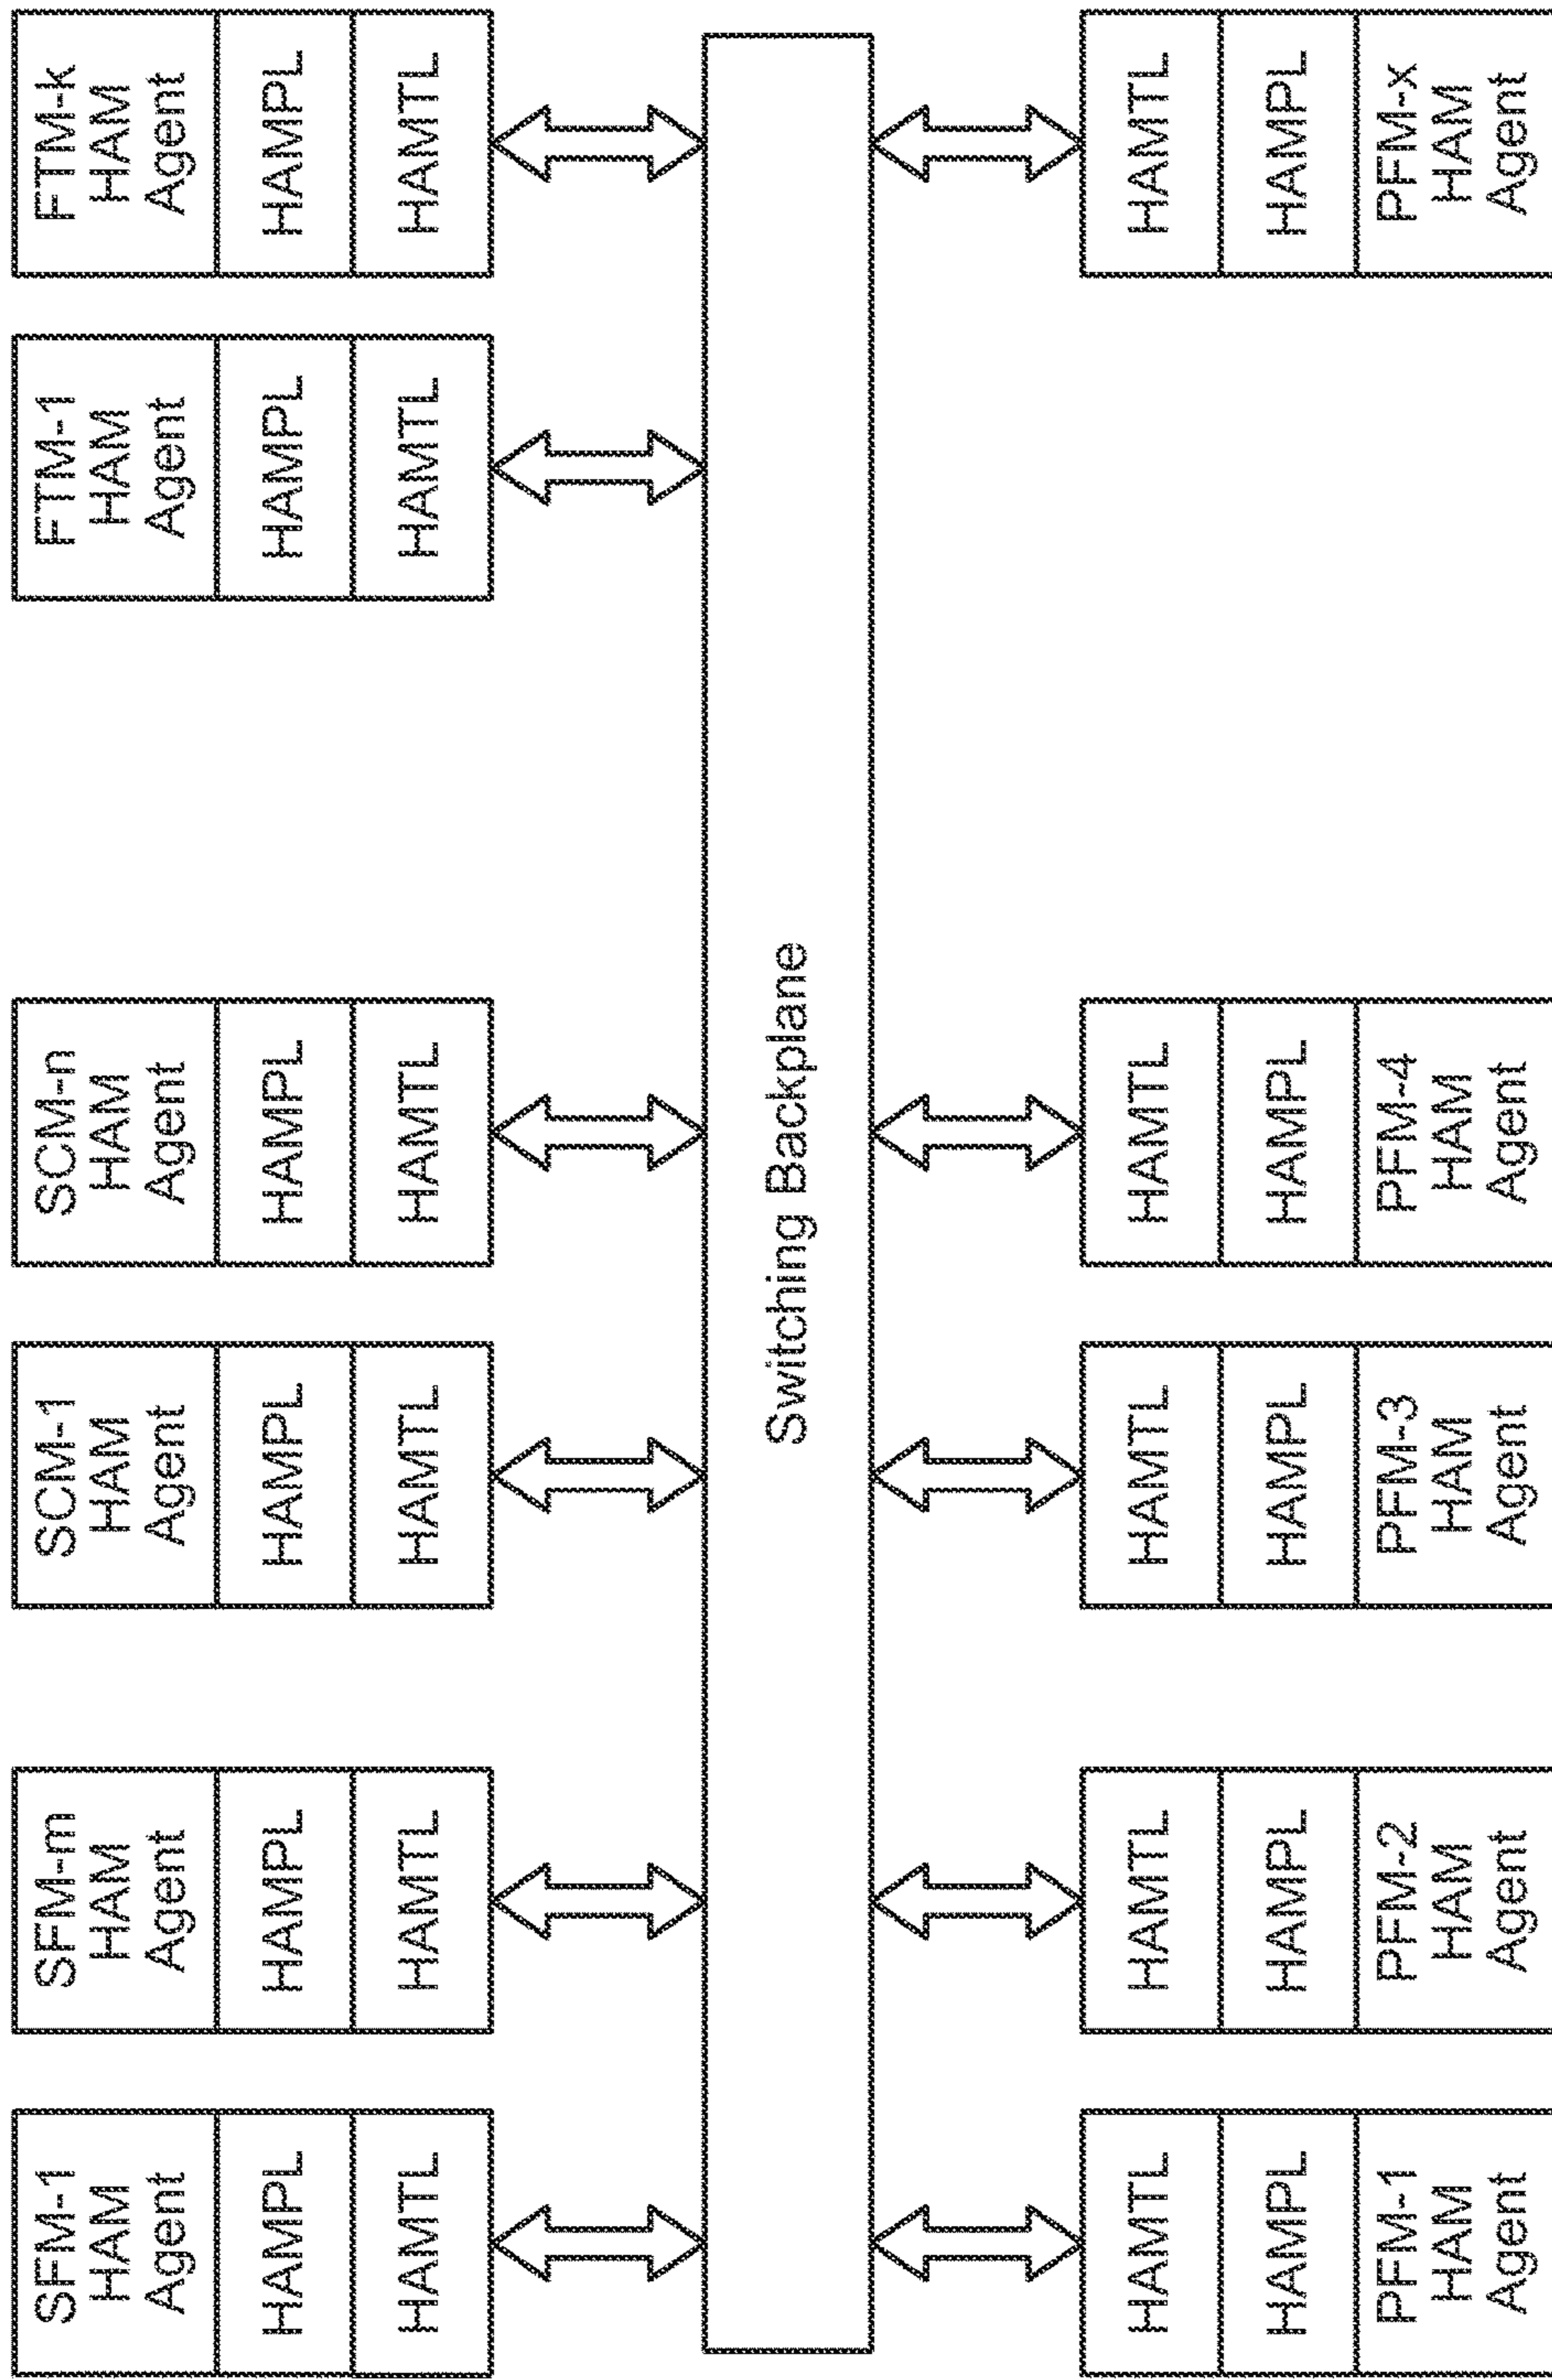 SFM-1
HAM
Agent
HAMPL
HAMTL
SFM-m
HAM
Agent
HAMPL
HAMTL
SCM-1
HAM
Agent
HAMPL
HAMTL
SCM-n
HAM
Agent
HAMPL
HAMTL
FTM-1
HAM
Agent
HAMPL
HAMTL
FTM-k
HAM
Agent
HAMPL
HAMTL
Switching Backplane
HAMTL
HAMPL
PFM-1
HAM
Agent
HAMTL
HAMPL
PFM-2
HAM
Agent
HAMTL
HAMPL
PFM-3
HAM
Agent
HAMTL
HAMPL
PFM-4
HAM
Agent
HAMTL
HAMPL
PFM-x
HAM
Agent